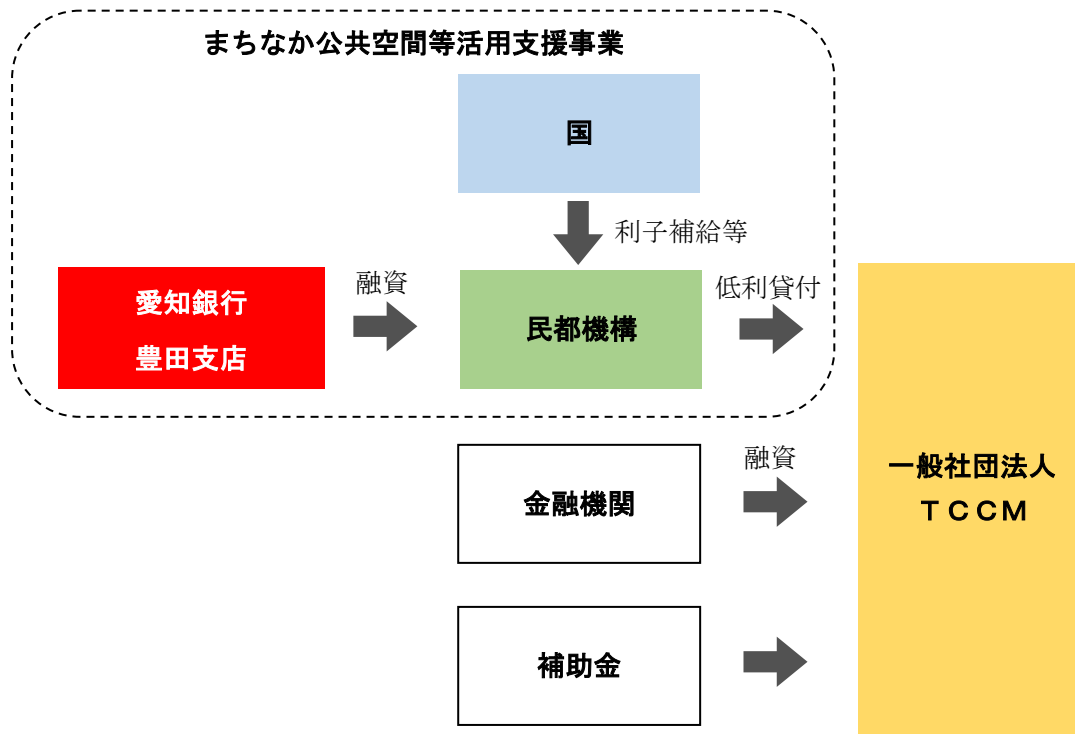 まちなか公共空間等活用支援事業
国
利子補給等
愛知銀行
豊田支店
融資
民都機構
低利貸付
金融機関
融資
一般社団法人
ＴＣＣＭ
補助金